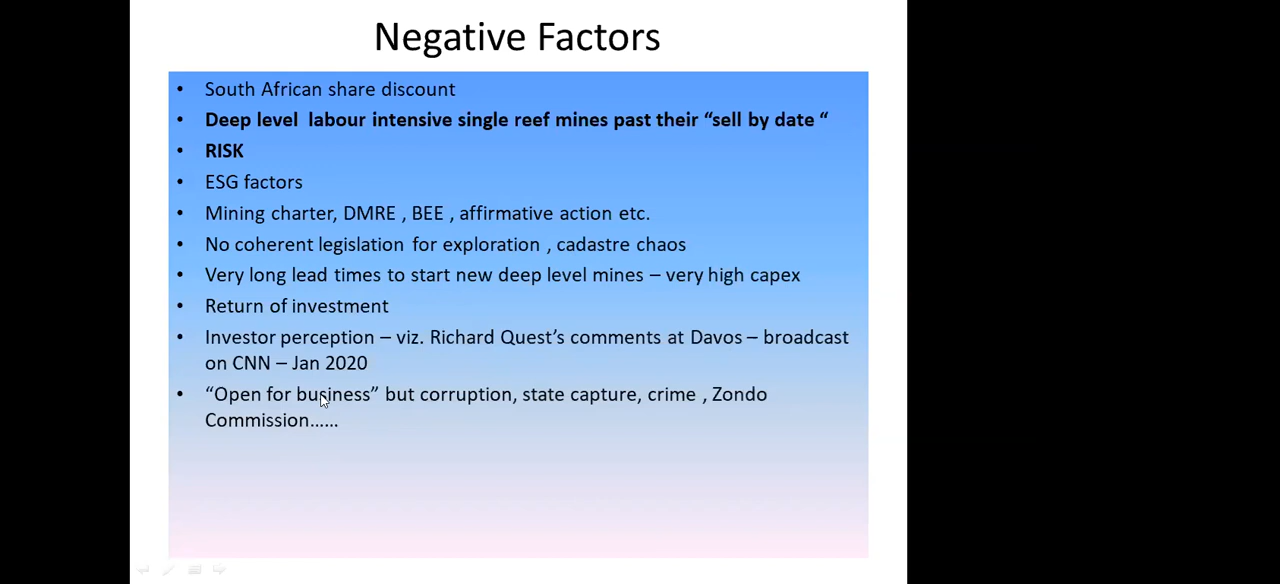 Negative Factors
• South African share discount
• Deep level  labour intensive single reef mines past their “sell by date “
• RISK
• ESG factors
• Mining charter, DMRE , BEE , affirmative action etc.
• No coherent legislation for exploration , cadastre chaos
• Very long lead times to start new deep level mines – very high capex
• Return of investment
• Investor perception – viz. Richard Quest’s comments at Davos – broadcast
on CNN – Jan 2020
• “Open for business” but corruption, state capture, crime , Zondo
Commission......